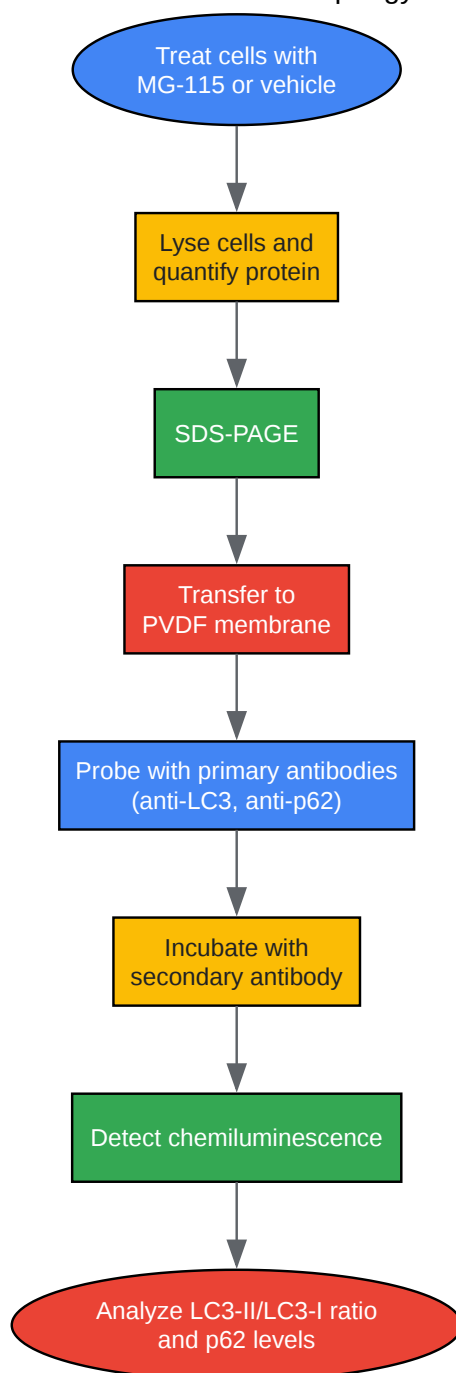 Treat cells with
MG-115 or vehicle
Lyse cells and
quantify protein
SDS-PAGE
Transfer to
PVDF membrane
Probe with primary antibodies
(anti-LC3, anti-p62)
Incubate with
secondary antibody
Detect chemiluminescence
Analyze LC3-II/LC3-I ratio
and p62 levels